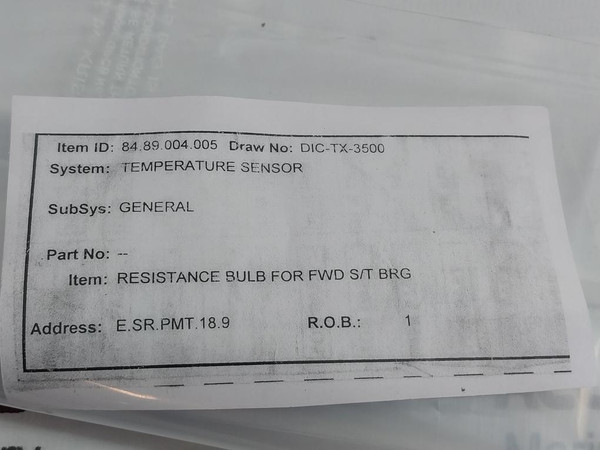 Item ID: 84.89.004.005 Draw No: DIC-TX-3500
System: TEMPERATURE SENSOR
SubSys: GENERAL
Part No: --
Item: RESISTANCE BULB FOR FWD S/T BRG
Address: E.SR.PMT.18.9 R.O.B.: 1